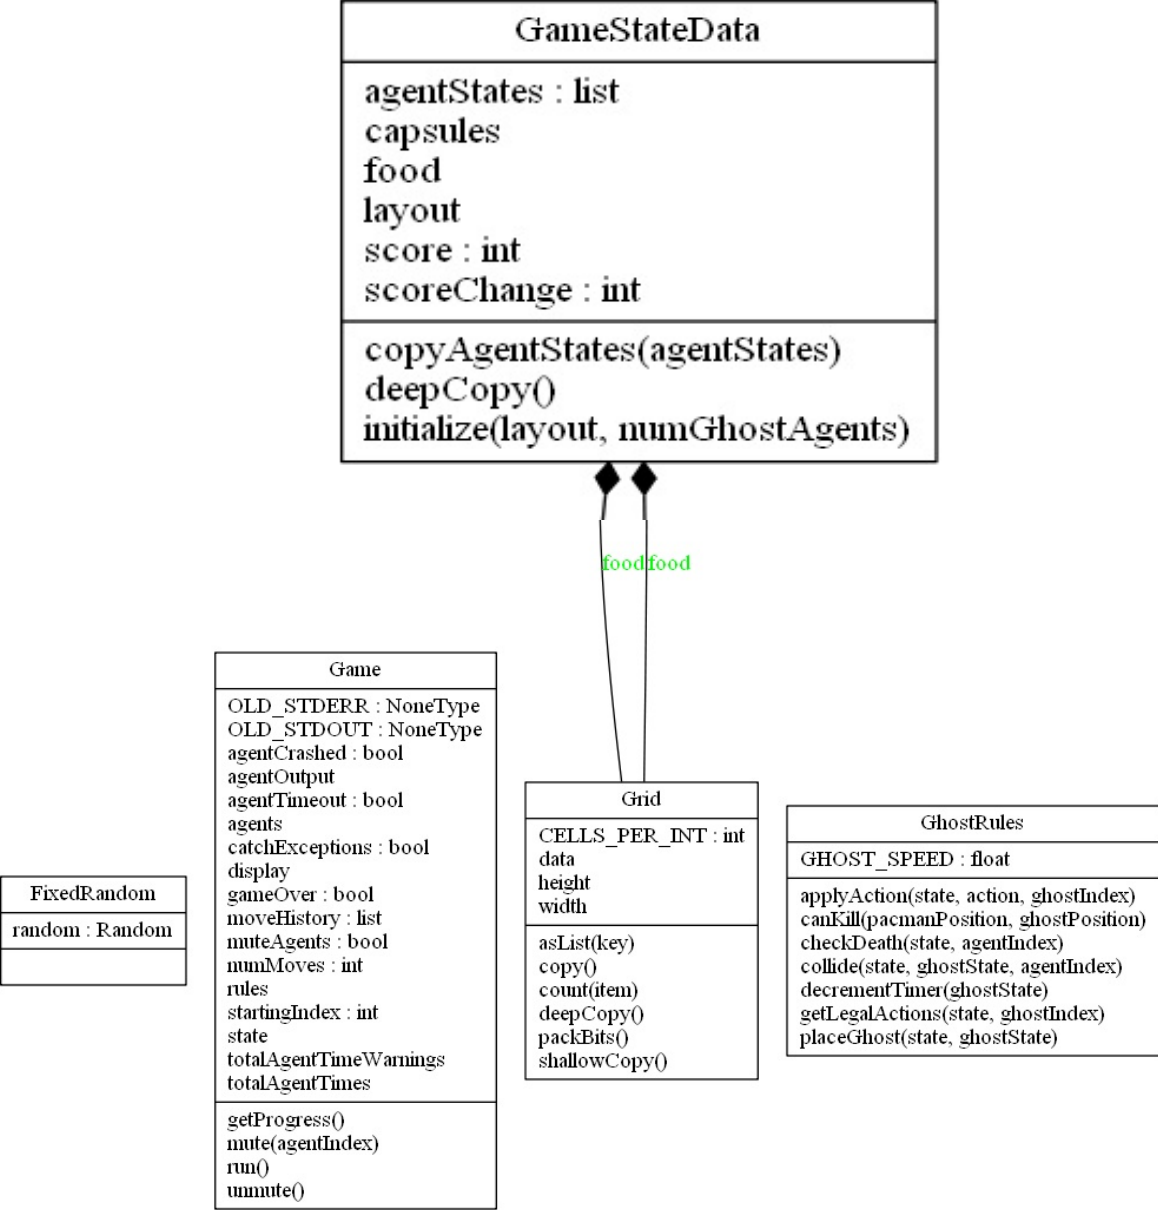 GameStateData
agentStates : list
capsules
food
layout
score : int
scoreChange : int
copyAgentStates(agentStates)
deepCopy()
initialize(layout, numGhostAgents)
food food
Game
OLD_STDERR : NoneType
OLD_STDOUT : NoneType
agentCrashed : bool
agentOutput
agentTimeout : bool
agents
catchExceptions : bool
display
gameOver : bool
moveHistory : list
muteAgents : bool
numMoves : int
rules
startingIndex : int
state
totalAgentTimeWarnings
totalAgentTimes
getProgress()
mute(agentIndex)
run()
unmute()
Grid
CELLS_PER_INT : int
data
height
width
asList(key)
copy()
count(item)
deepCopy()
packBits()
shallowCopy()
GhostRules
GHOST_SPEED : float
applyAction(state, action, ghostIndex)
canKill(pacmanPosition, ghostPosition)
checkDeath(state, agentIndex)
collide(state, ghostState, agentIndex)
decrementTimer(ghostState)
getLegalActions(state, ghostIndex)
placeGhost(state, ghostState)
FixedRandom
random : Random